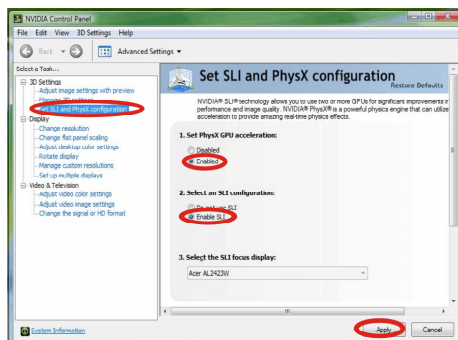 NVIDIA Control Panel
File Edit View 3D Settings Help
Back Advanced Settings
Select a Task...
3D Settings
Adjust image settings with preview
Manage 3D settings
Set SLI and PhysX configuration
Display
Change resolution
Change flat panel scaling
Adjust desktop color settings
Rotate display
Manage custom resolutions
Set up multiple displays
Video & Television
Adjust video color settings
Adjust video image settings
Change the signal or HD format
System Information
Set SLI and PhysX configuration
Restore Defaults
NVIDIA® SLI® technology allows you to use two or more GPUs for significant improvements in
performance and image quality. NVIDIA® PhysX® is a powerful physics engine that can utilize
acceleration to provide amazing real-time physics effects.
1. Set PhysX GPU acceleration:
Disabled
Enabled
2. Select an SLI configuration:
Do not use SLI
Enable SLI
3. Select the SLI focus display:
Acer AL2423W
Apply Cancel